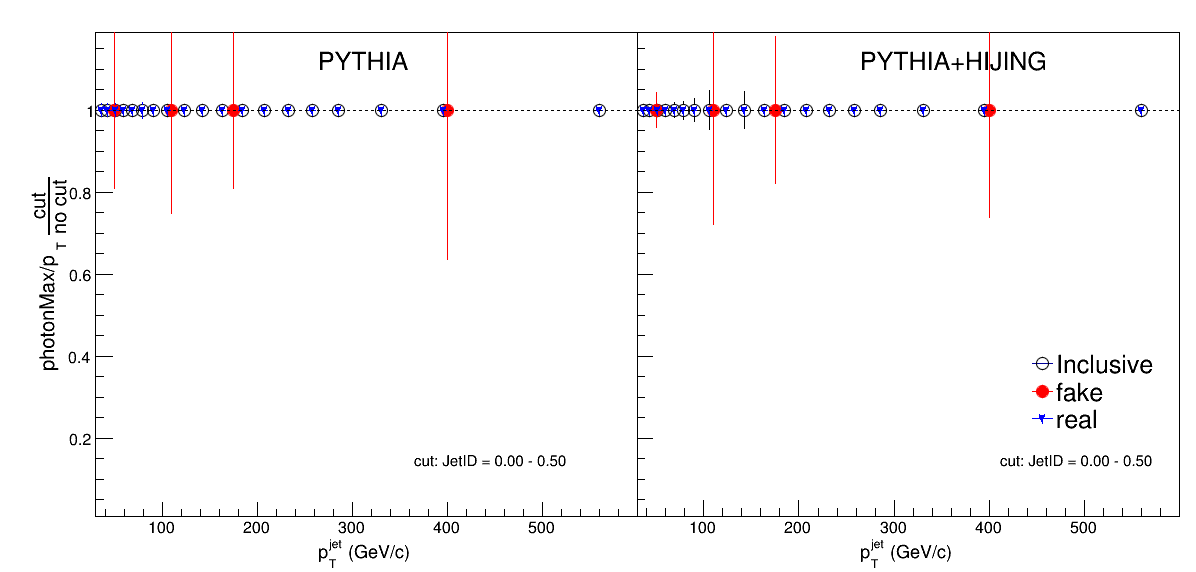 PYTHIA
PYTHIA+HIJING
photonMax/p_T cut/no cut
1
0.8
0.6
0.4
0.2
Inclusive
fake
real
cut: JetID = 0.00 - 0.50
cut: JetID = 0.00 - 0.50
100 200 300 400 500
100 200 300 400 500
p_T^jet (GeV/c)
p_T^jet (GeV/c)